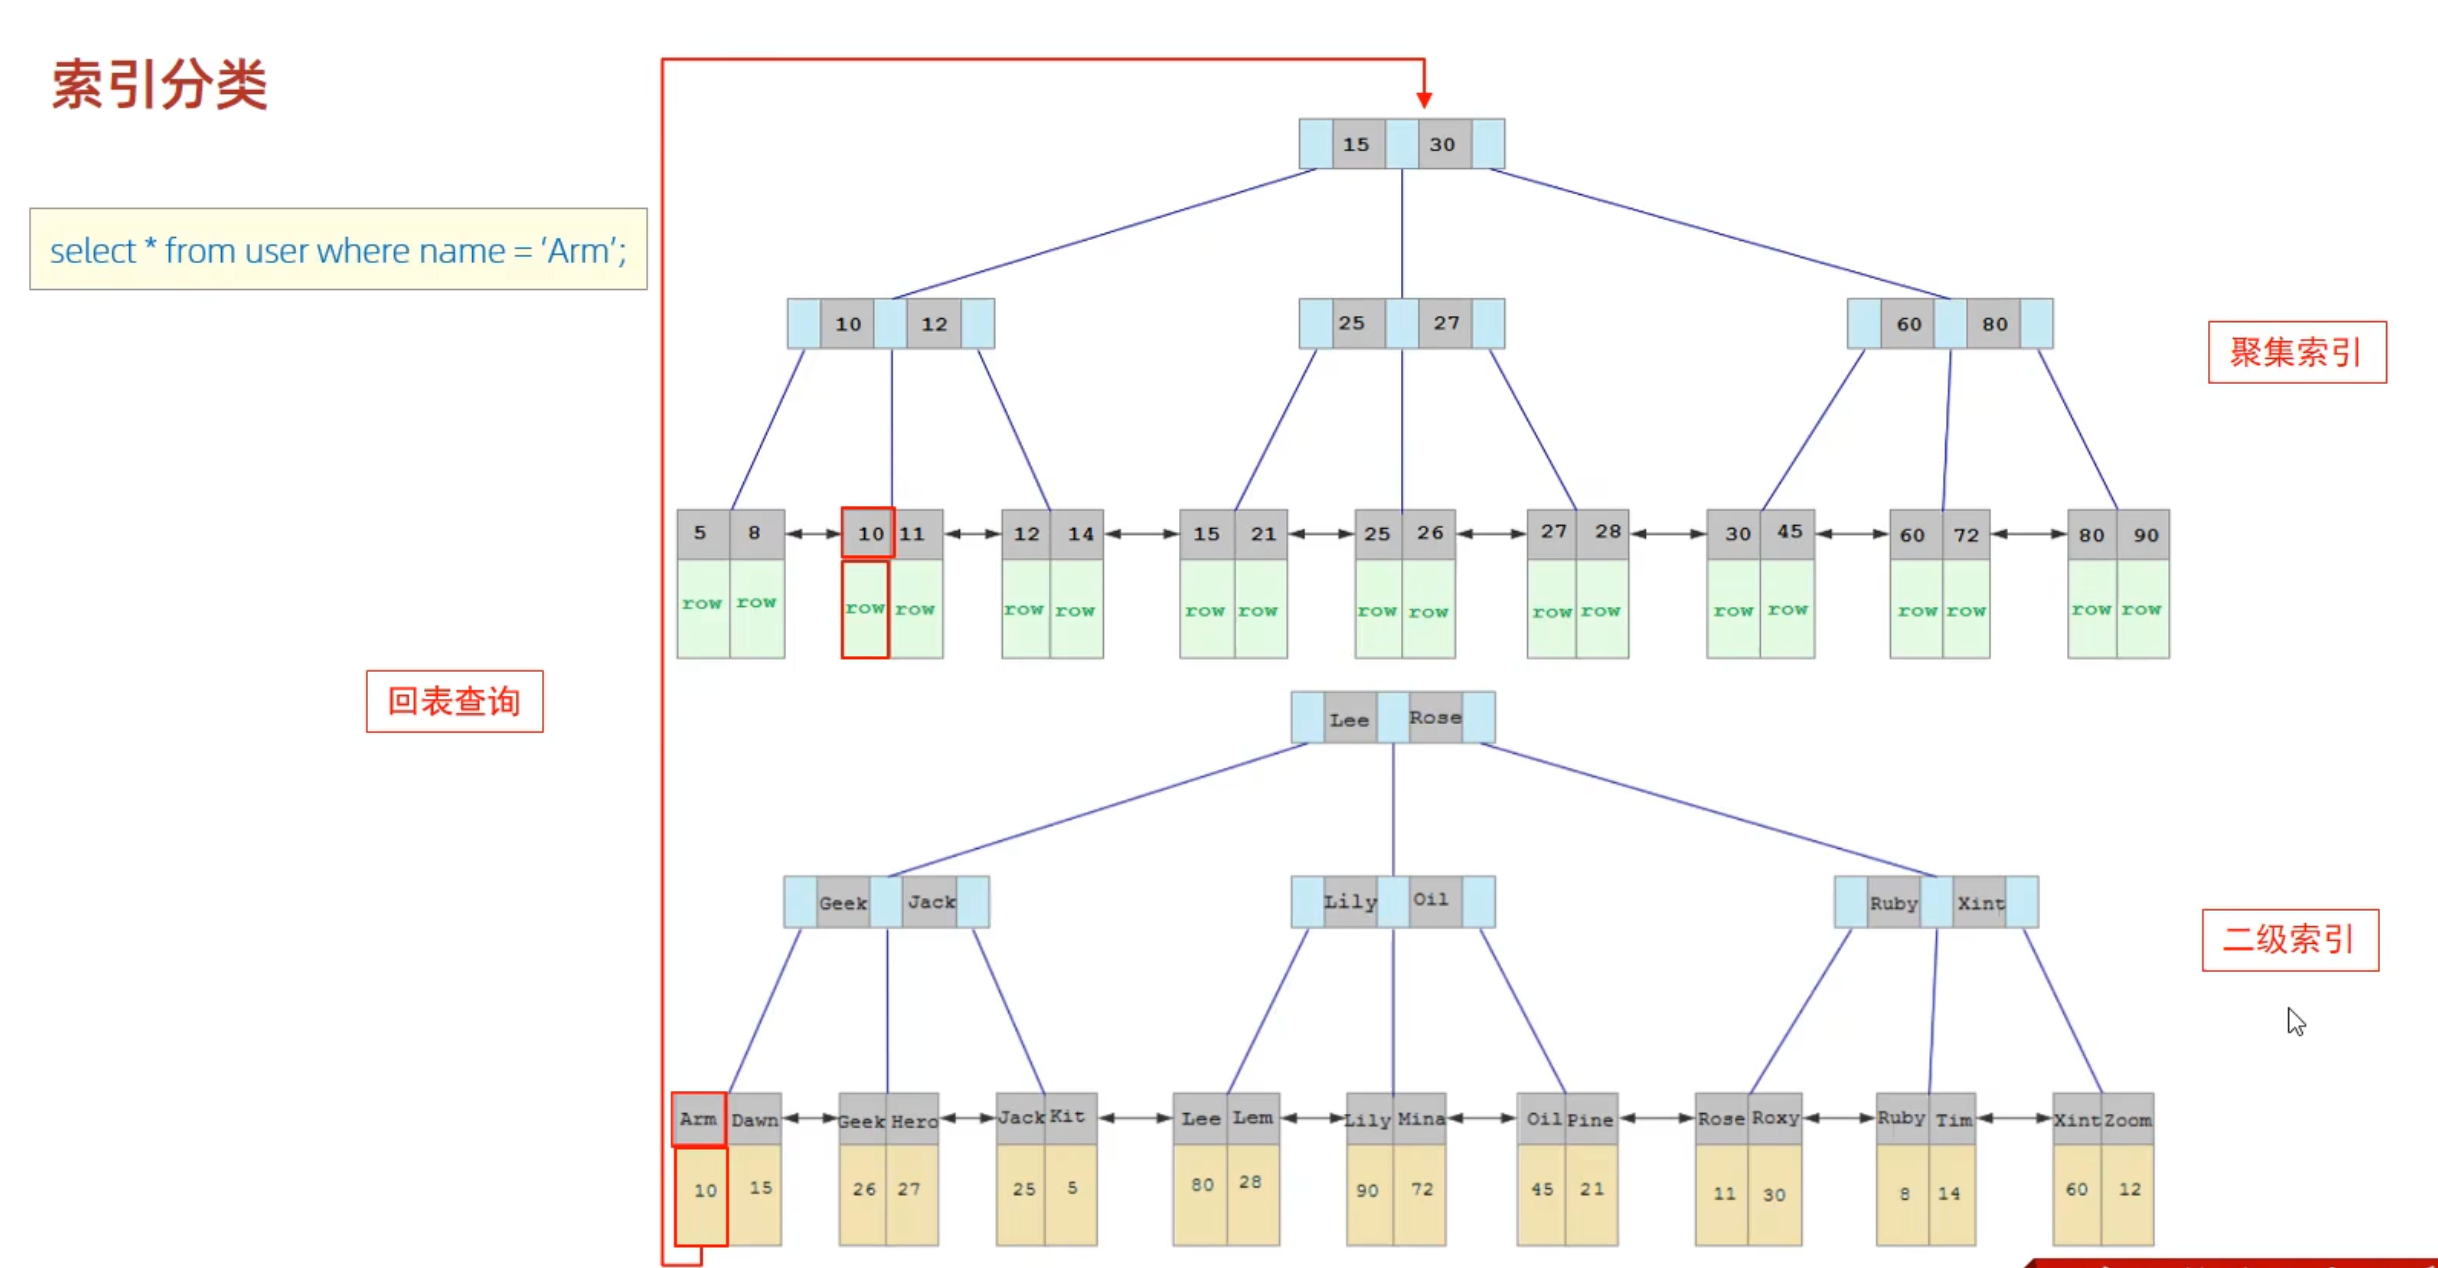 索引分类
select * from user where name = 'Arm';
15 30
10 12 25 27 60 80
聚集索引
5 8 10 11 12 14 15 21 25 26 27 28 30 45 60 72 80 90
row row row row row row row row row row row row row row row row row row
回表查询
Lee Rose
Geek Jack Lily Oil Ruby Xint
二级索引
Arm Dawn Geek Hero Jack Kit Lee Lem Lily Mina Oil Pine Rose Roxy Ruby Tim Xint Zoom
10 15 26 27 25 5 80 28 90 72 45 21 11 30 8 14 60 12